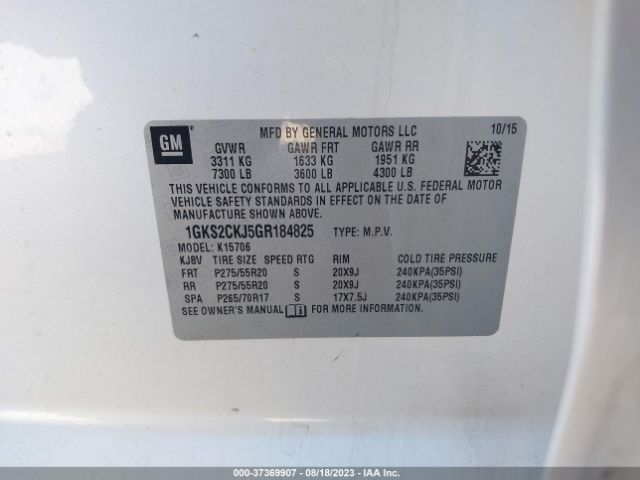 GM
MFD BY GENERAL MOTORS LLC 10/15
GVWR GAWR FRT GAWR RR
3311 KG 1633 KG 1951 KG
7300 LB 3600 LB 4300 LB
THIS VEHICLE CONFORMS TO ALL APPLICABLE U.S. FEDERAL MOTOR
VEHICLE SAFETY STANDARDS IN EFFECT ON THE DATE OF
MANUFACTURE SHOWN ABOVE.
1GKS2CKJ5GR184825 TYPE: M.P.V.
MODEL: K15706
KJ8V TIRE SIZE SPEED RTG RIM COLD TIRE PRESSURE
FRT P275/55R20 S 20X9J 240KPA(35PSI)
RR P275/55R20 S 20X9J 240KPA(35PSI)
SPA P265/70R17 S 17X7.5J 240KPA(35PSI)
SEE OWNER'S MANUAL FOR MORE INFORMATION
000-37369907 - 08/18/2023 - IAA Inc.